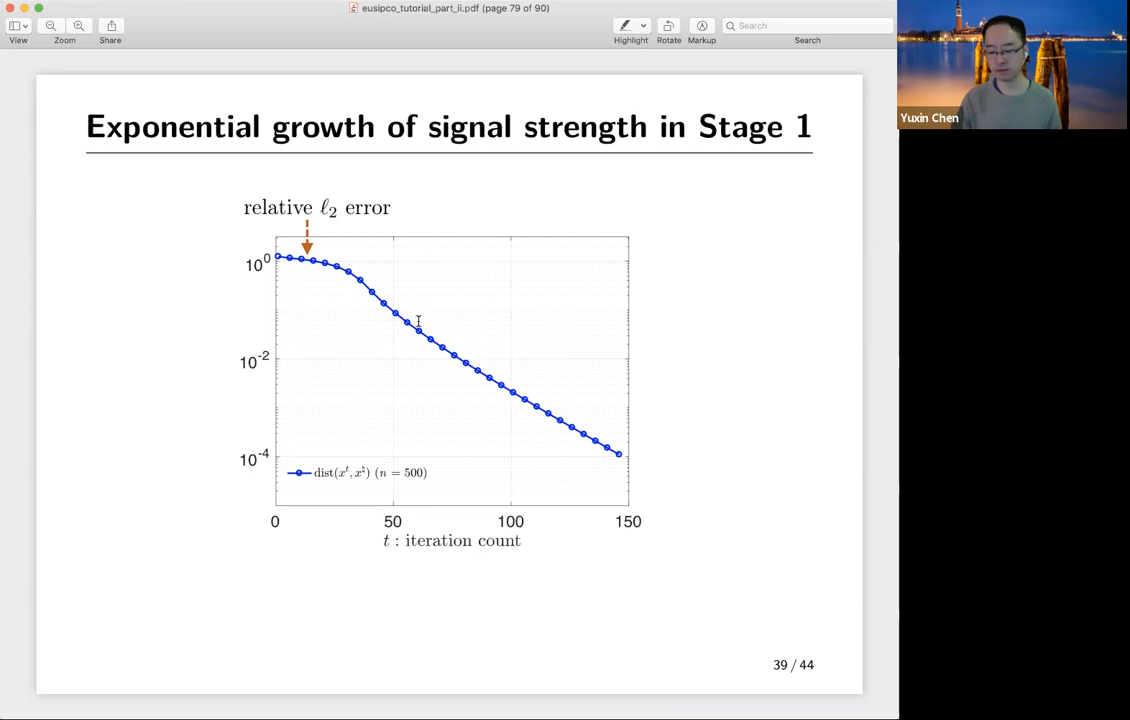 eusipco_tutorial_part_ii.pdf (page 79 of 90)
View Zoom Share Highlight Rotate Markup Search
Search
Yuxin Chen
Exponential growth of signal strength in Stage 1
relative ℓ₂ error
10⁰
10⁻²
10⁻⁴
dist(xᵗ, x♮) (n = 500)
0 50 100 150
t : iteration count
39 / 44